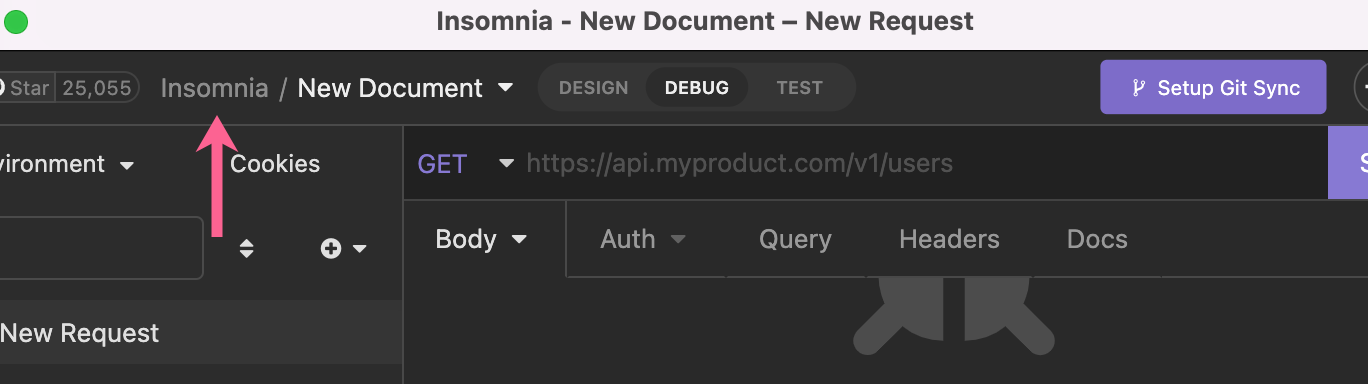 Insomnia - New Document – New Request
Star 25,055 Insomnia / New Document DESIGN DEBUG TEST Setup Git Sync
Cookies GET https://api.myproduct.com/v1/users
Body Auth Query Headers Docs
New Request